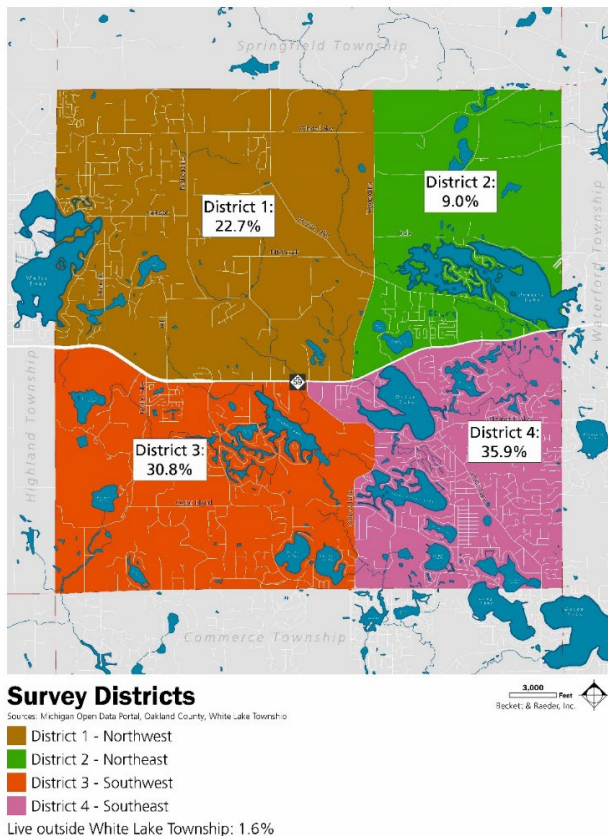 Springfield Township
District 1:
22.7%
District 2:
9.0%
Waterford Township
Highland Township
59
District 3:
30.8%
District 4:
35.9%
Commerce Township
Survey Districts
Sources: Michigan Open Data Portal, Oakland County, White Lake Township
3,000
Feet
Beckett & Raeder, Inc.
District 1 - Northwest
District 2 - Northeast
District 3 - Southwest
District 4 - Southeast
Live outside White Lake Township: 1.6%